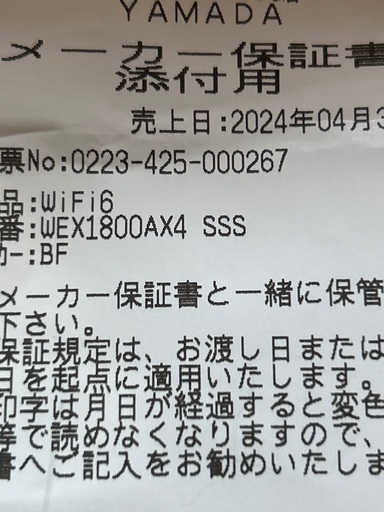 YAMADA
メーカー保証書
添付用
売上日:2024年04月3
票No:0223-425-000267
品:WiFi6
番:WEX1800AX4 SSS
カー:BF
メーカー保証書と一緒に保管
下さい。
保証規定は、お渡し日または
日を起点に適用いたします。
印字は月日が経過すると変色
等で読めなくなりますので、
書へご記入をお勧めいたしま